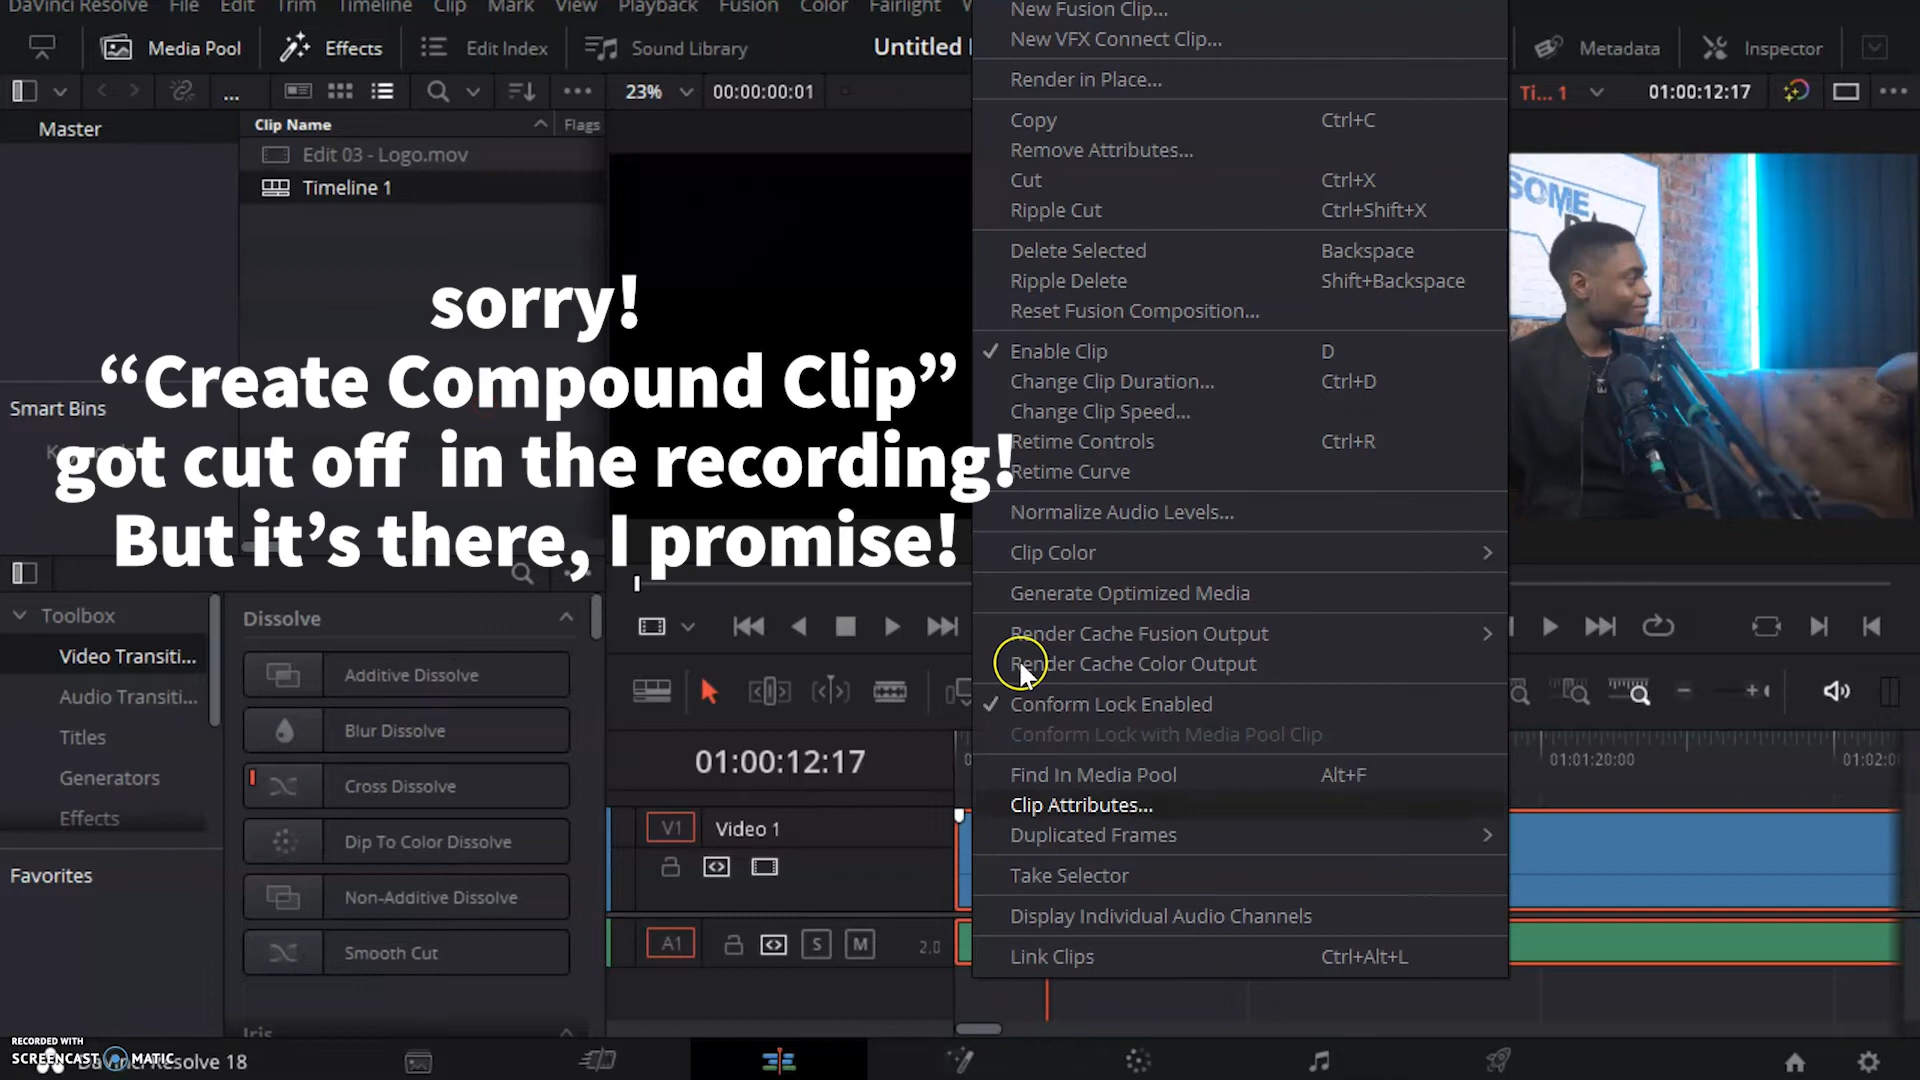 DaVinci Resolve File Edit Trim Timeline Clip Mark View Playback Fusion Color Fairlight
Media Pool Effects Edit Index Sound Library Untitled Metadata Inspector
... 23% 00:00:00:01 Ti... 1 01:00:12:17
Master
Clip Name Flags
Edit 03 - Logo.mov
Timeline 1
Smart Bins
sorry!
“Create Compound Clip”
got cut off in the recording!
But it’s there, I promise!
New Fusion Clip...
New VFX Connect Clip...
Render in Place...
Copy Ctrl+C
Remove Attributes...
Cut Ctrl+X
Ripple Cut Ctrl+Shift+X
Delete Selected Backspace
Ripple Delete Shift+Backspace
Reset Fusion Composition...
Enable Clip D
Change Clip Duration... Ctrl+D
Change Clip Speed...
Retime Controls Ctrl+R
Retime Curve
Normalize Audio Levels...
Clip Color
Generate Optimized Media
Render Cache Fusion Output
Render Cache Color Output
Conform Lock Enabled
Conform Lock with Media Pool Clip
Find In Media Pool Alt+F
Clip Attributes...
Duplicated Frames
Take Selector
Display Individual Audio Channels
Link Clips Ctrl+Alt+L
SOME
Toolbox
Video Transiti...
Audio Transiti...
Titles
Generators
Effects
Favorites
Dissolve
Additive Dissolve
Blur Dissolve
Cross Dissolve
Dip To Color Dissolve
Non-Additive Dissolve
Smooth Cut
Iris
01:00:12:17
01:01:20:00 01:02:0
V1 Video 1
A1 S M 2.0
RECORDED WITH
SCREENCAST MATIC
DaVinci Resolve 18